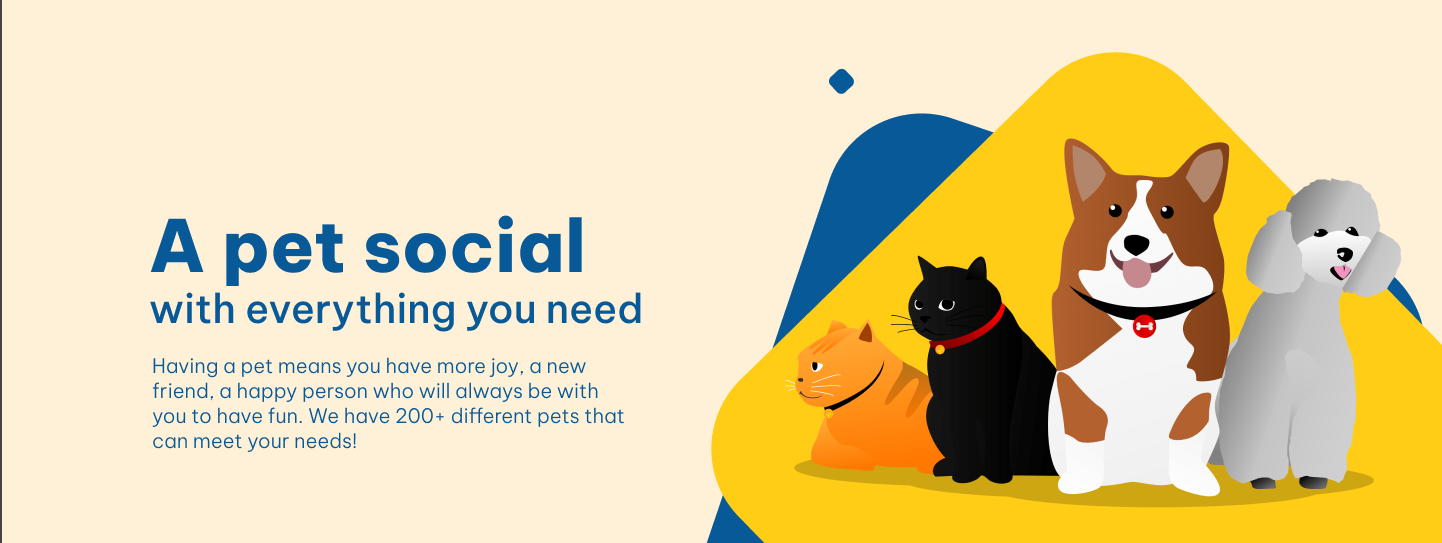 A pet social
with everything you need
Having a pet means you have more joy, a new
friend, a happy person who will always be with
you to have fun. We have 200+ different pets that
can meet your needs!